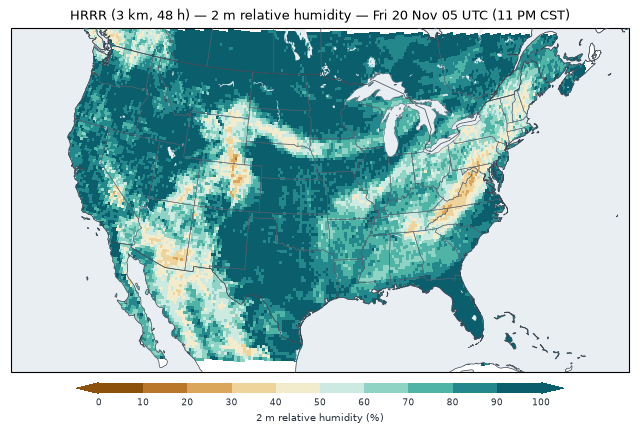 HRRR (3 km, 48 h) — 2 m relative humidity — Fri 20 Nov 05 UTC (11 PM CST)
0 10 20 30 40 50 60 70 80 90 100
2 m relative humidity (%)